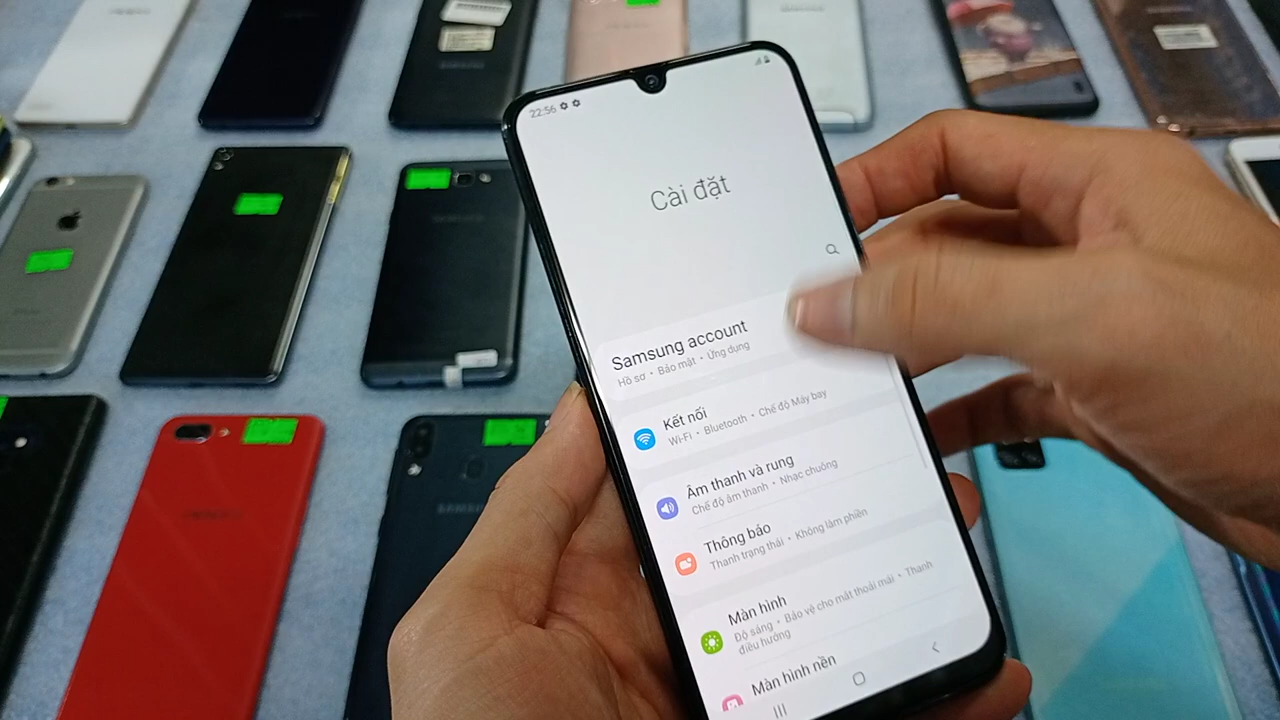 22:56
Cài đặt
Samsung account
Hồ sơ • Bảo mật • Ứng dụng
Kết nối
Wi-Fi • Bluetooth • Chế độ Máy bay
Âm thanh và rung
Chế độ âm thanh • Nhạc chuông
Thông báo
Thanh trạng thái • Không làm phiền
Màn hình
Độ sáng • Bảo vệ cho mắt thoải mái • Thanh
điều hướng
Màn hình nền